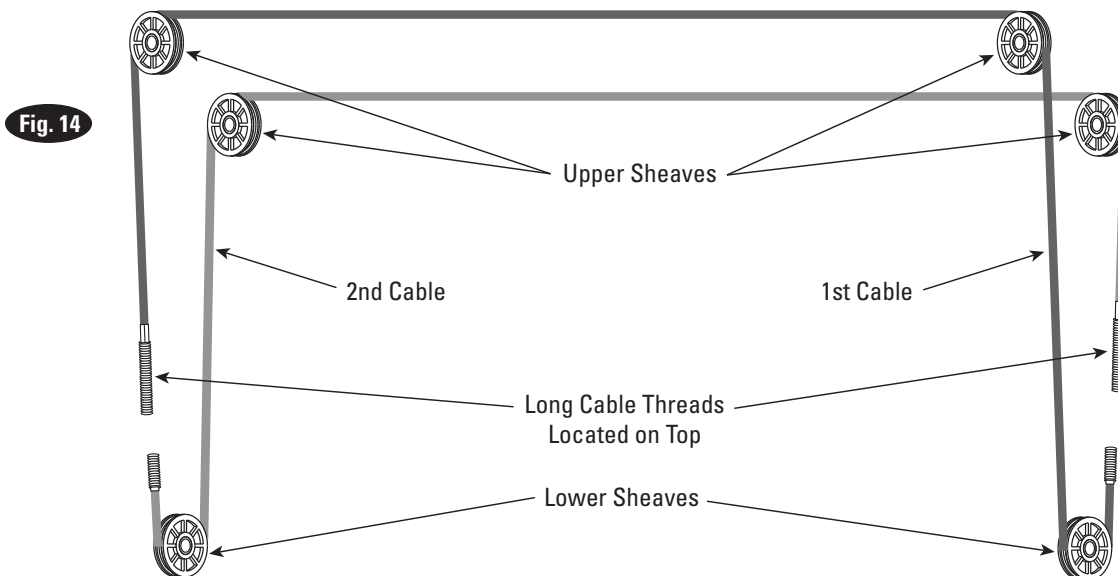 Fig. 14
Upper Sheaves
2nd Cable
1st Cable
Long Cable Threads
Located on Top
Lower Sheaves